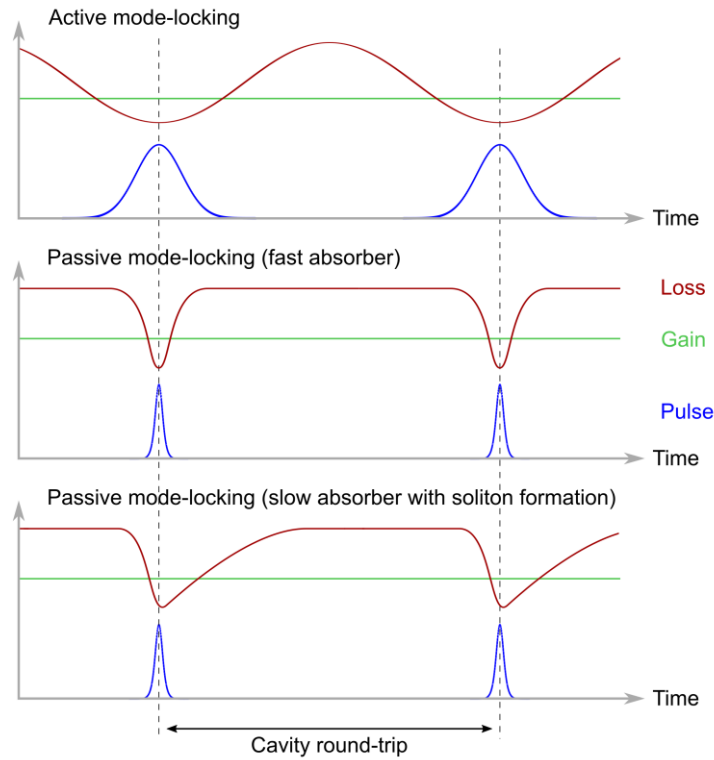 Active mode-locking
Time
Passive mode-locking (fast absorber)
Loss
Gain
Pulse
Time
Passive mode-locking (slow absorber with soliton formation)
Time
Cavity round-trip